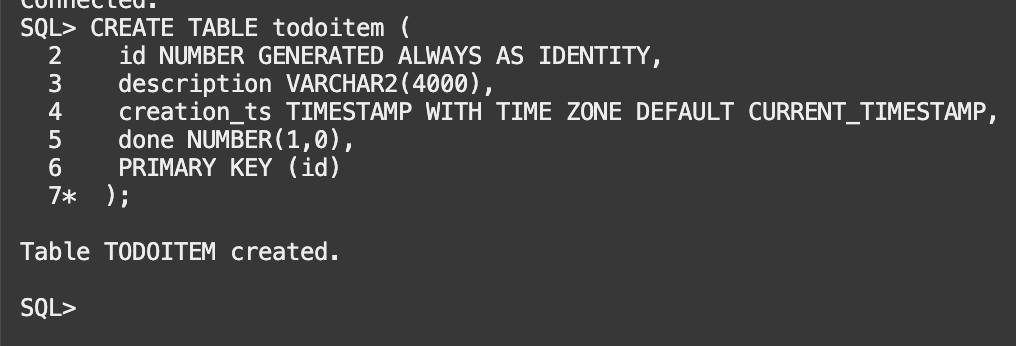 Connected.
SQL> CREATE TABLE todoitem (
  2    id NUMBER GENERATED ALWAYS AS IDENTITY,
  3    description VARCHAR2(4000),
  4    creation_ts TIMESTAMP WITH TIME ZONE DEFAULT CURRENT_TIMESTAMP,
  5    done NUMBER(1,0),
  6    PRIMARY KEY (id)
  7*  );
Table TODOITEM created.
SQL>